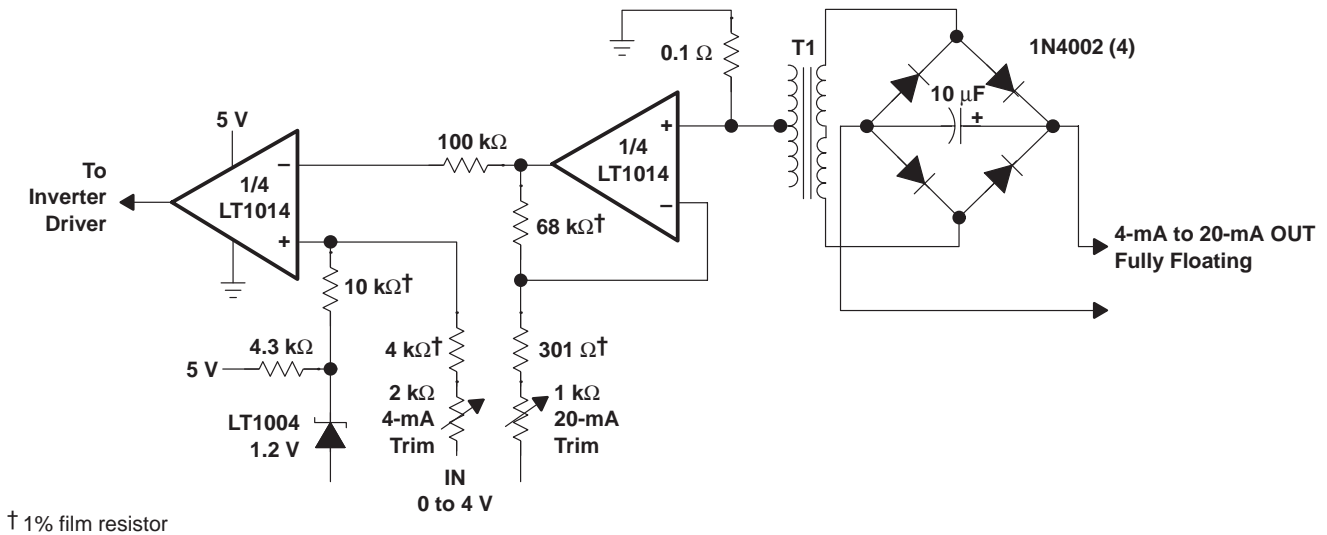 0.1 Ω
T1
1N4002 (4)
10 μF
+
5 V
100 kΩ
+
1/4
LT1014
−
−
1/4
LT1014
+
To
Inverter
Driver
68 kΩ†
4-mA to 20-mA OUT
Fully Floating
10 kΩ†
4.3 kΩ
5 V
4 kΩ†
301 Ω†
2 kΩ
4-mA
Trim
1 kΩ
20-mA
Trim
LT1004
1.2 V
IN
0 to 4 V
† 1% film resistor